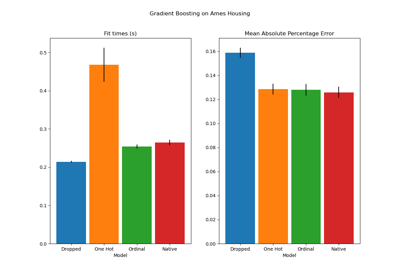 Gradient Boosting on Ames Housing
Fit times (s)
Mean Absolute Percentage Error
0.5
0.4
0.3
0.2
0.1
0.0
0.16
0.14
0.12
0.10
0.08
0.06
0.04
0.02
0.00
Dropped One Hot Ordinal Native
Model
Dropped One Hot Ordinal Native
Model